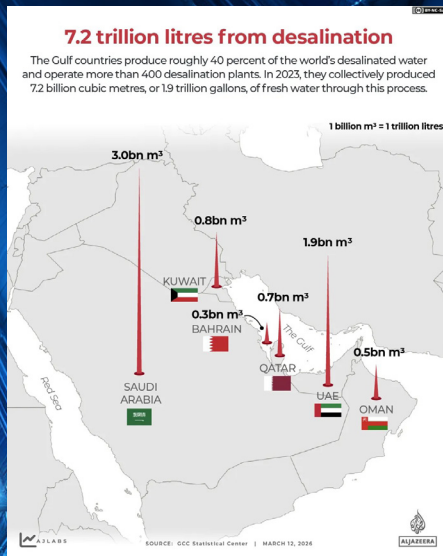 BY-NC-SA
7.2 trillion litres from desalination
The Gulf countries produce roughly 40 percent of the world's desalinated water
and operate more than 400 desalination plants. In 2023, they collectively produced
7.2 billion cubic metres, or 1.9 trillion gallons, of fresh water through this process.
1 billion m³ = 1 trillion litres
3.0bn m³
0.8bn m³
1.9bn m³
KUWAIT
0.7bn m³
0.3bn m³
BAHRAIN
The Gulf
0.5bn m³
QATAR
SAUDI
ARABIA
UAE
OMAN
Red Sea
AJLABS
SOURCE: GCC Statistical Center | MARCH 12, 2026
ALJAZEERA